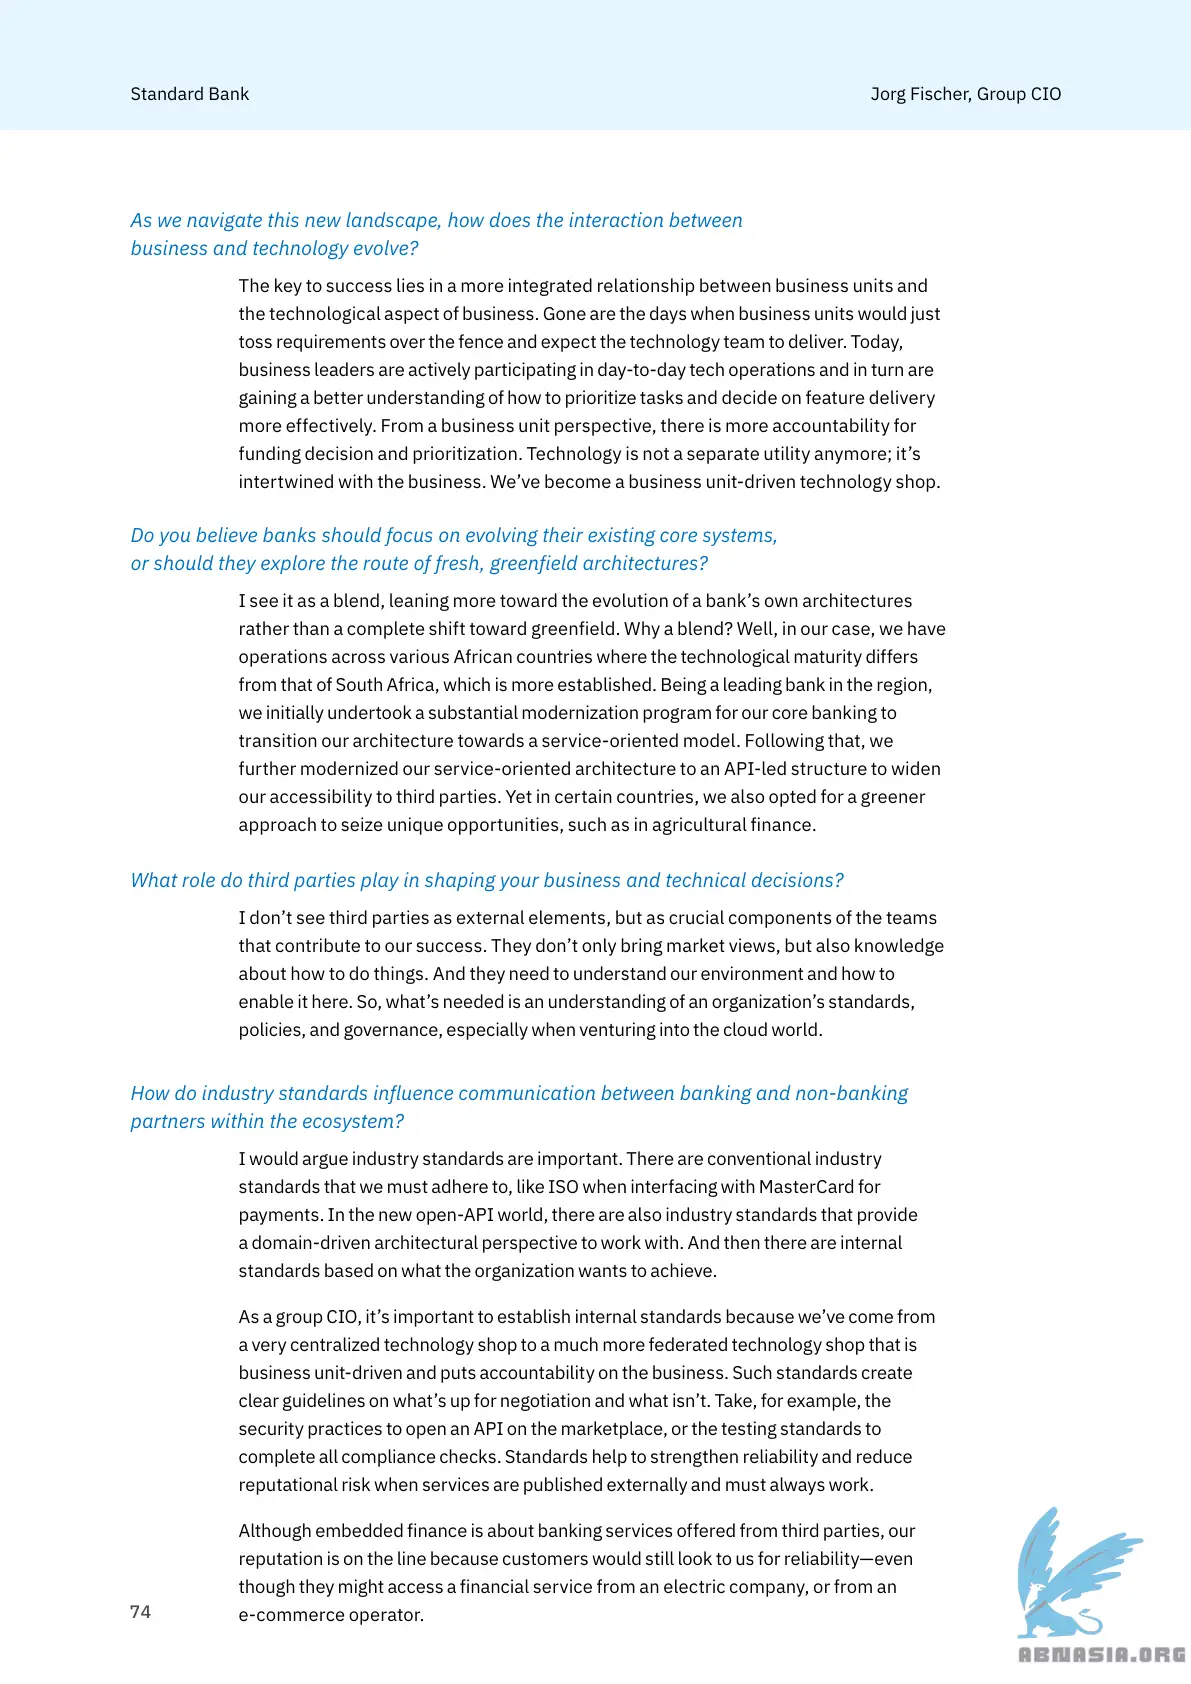 Standard Bank
Jorg Fischer, Group CIO
As we navigate this new landscape, how does the interaction between
business and technology evolve?
The key to success lies in a more integrated relationship between business units and
the technological aspect of business. Gone are the days when business units would just
toss requirements over the fence and expect the technology team to deliver. Today,
business leaders are actively participating in day-to-day tech operations and in turn are
gaining a better understanding of how to prioritize tasks and decide on feature delivery
more effectively. From a business unit perspective, there is more accountability for
funding decision and prioritization. Technology is not a separate utility anymore; it’s
intertwined with the business. We’ve become a business unit-driven technology shop.
Do you believe banks should focus on evolving their existing core systems,
or should they explore the route of fresh, greenfield architectures?
I see it as a blend, leaning more toward the evolution of a bank’s own architectures
rather than a complete shift toward greenfield. Why a blend? Well, in our case, we have
operations across various African countries where the technological maturity differs
from that of South Africa, which is more established. Being a leading bank in the region,
we initially undertook a substantial modernization program for our core banking to
transition our architecture towards a service-oriented model. Following that, we
further modernized our service-oriented architecture to an API-led structure to widen
our accessibility to third parties. Yet in certain countries, we also opted for a greener
approach to seize unique opportunities, such as in agricultural finance.
What role do third parties play in shaping your business and technical decisions?
I don’t see third parties as external elements, but as crucial components of the teams
that contribute to our success. They don’t only bring market views, but also knowledge
about how to do things. And they need to understand our environment and how to
enable it here. So, what’s needed is an understanding of an organization’s standards,
policies, and governance, especially when venturing into the cloud world.
How do industry standards influence communication between banking and non-banking
partners within the ecosystem?
I would argue industry standards are important. There are conventional industry
standards that we must adhere to, like ISO when interfacing with MasterCard for
payments. In the new open-API world, there are also industry standards that provide
a domain-driven architectural perspective to work with. And then there are internal
standards based on what the organization wants to achieve.
As a group CIO, it’s important to establish internal standards because we’ve come from
a very centralized technology shop to a much more federated technology shop that is
business unit-driven and puts accountability on the business. Such standards create
clear guidelines on what’s up for negotiation and what isn’t. Take, for example, the
security practices to open an API on the marketplace, or the testing standards to
complete all compliance checks. Standards help to strengthen reliability and reduce
reputational risk when services are published externally and must always work.
Although embedded finance is about banking services offered from third parties, our
reputation is on the line because customers would still look to us for reliability—even
though they might access a financial service from an electric company, or from an
e-commerce operator.
74
ABNASIA.ORG